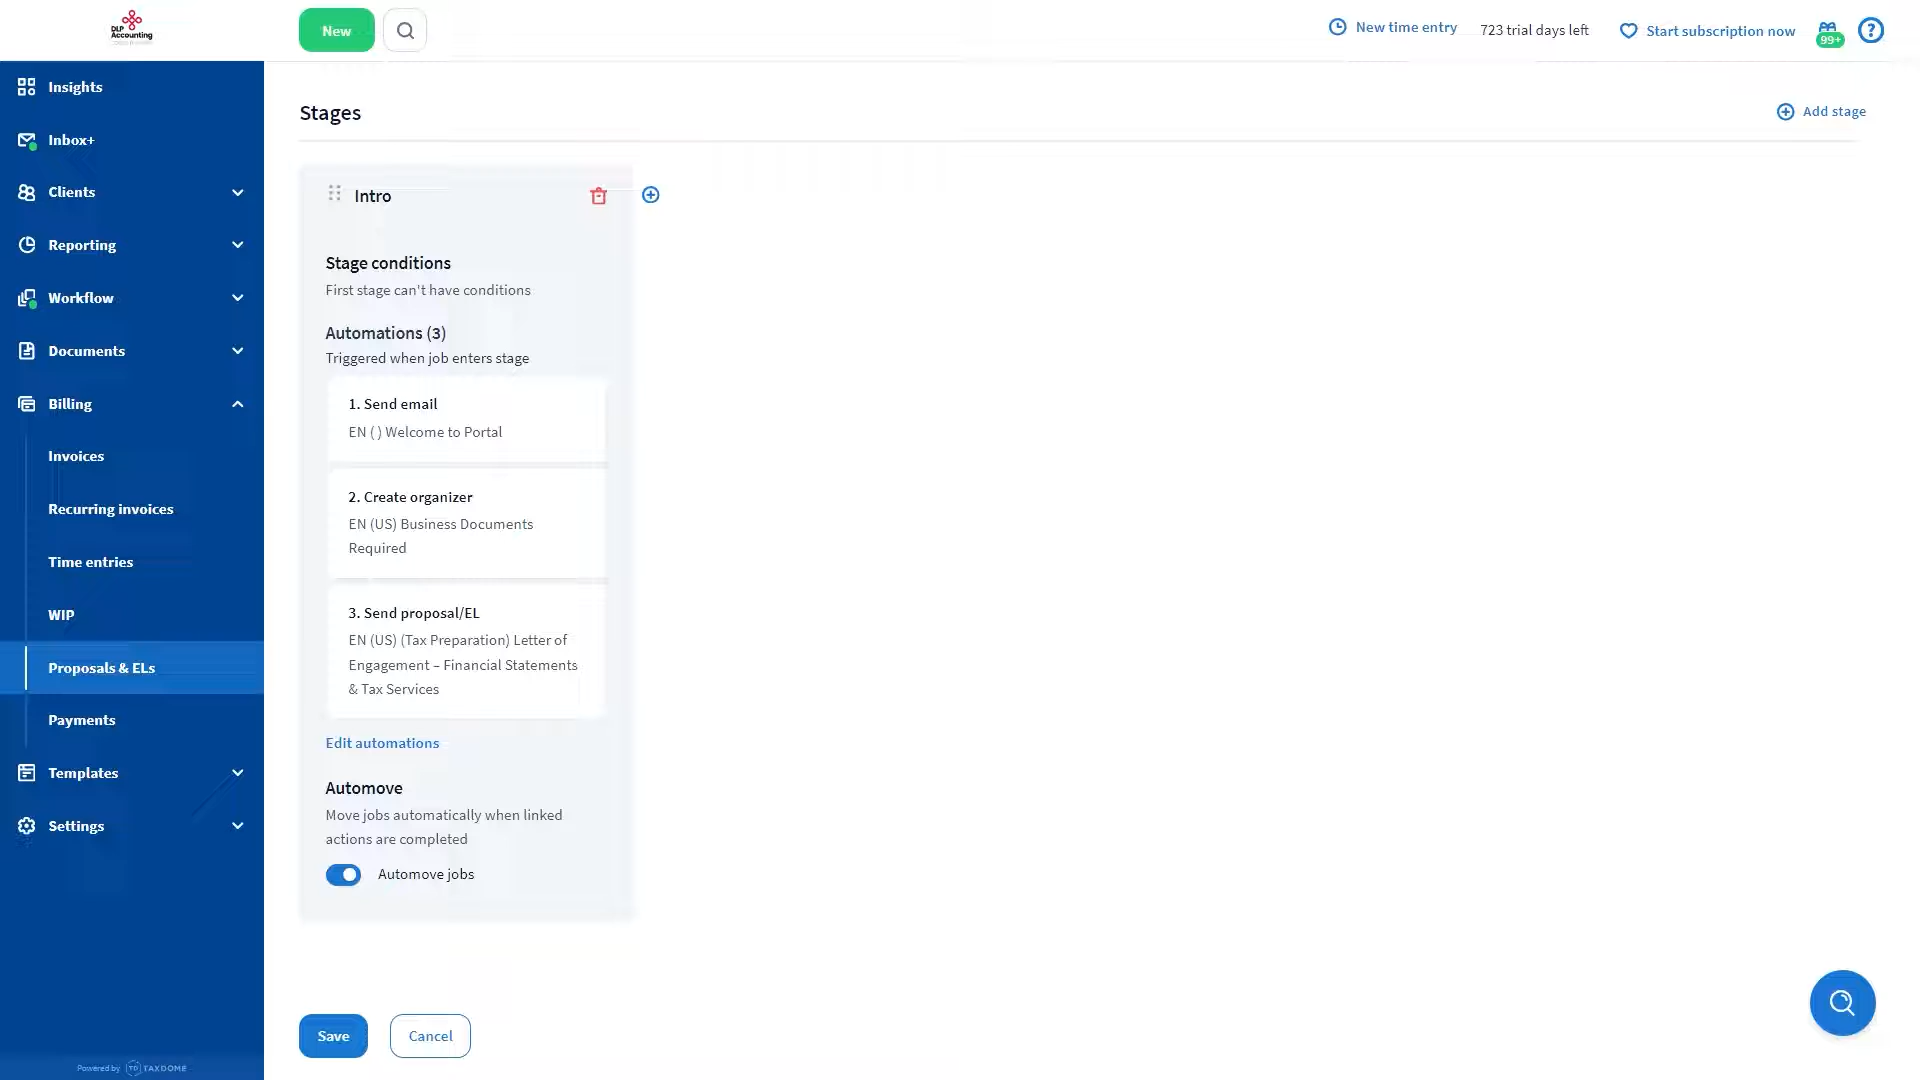 DLP
Accounting
New
New time entry
723 trial days left
Start subscription now
99+
?
Insights
Inbox+
Clients
Reporting
Workflow
Documents
Billing
Invoices
Recurring invoices
Time entries
WIP
Proposals & ELs
Payments
Templates
Settings
Powered by TD TAXDOME
Stages
Add stage
Intro
Stage conditions
First stage can't have conditions
Automations (3)
Triggered when job enters stage
1. Send email
EN ( ) Welcome to Portal
2. Create organizer
EN (US) Business Documents
Required
3. Send proposal/EL
EN (US) (Tax Preparation) Letter of
Engagement – Financial Statements
& Tax Services
Edit automations
Automove
Move jobs automatically when linked
actions are completed
Automove jobs
Save
Cancel